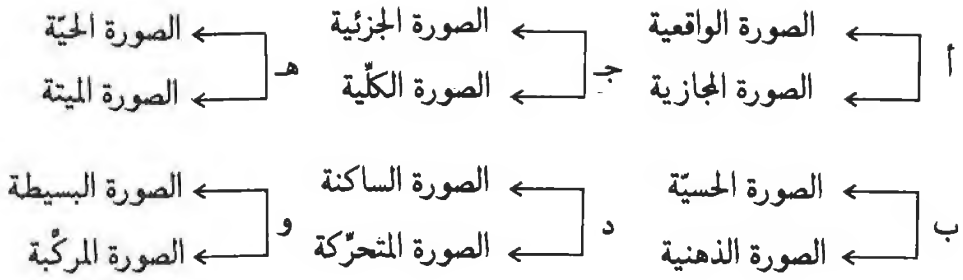 أ
الصورة الواقعية
الصورة المجازية
جـ
الصورة الجزئية
الصورة الكلّية
هـ
الصورة الحيّة
الصورة الميتة
ب
الصورة الحسيّة
الصورة الذهنية
د
الصورة الساكنة
الصورة المتحرّكة
و
الصورة البسيطة
الصورة المركّبة